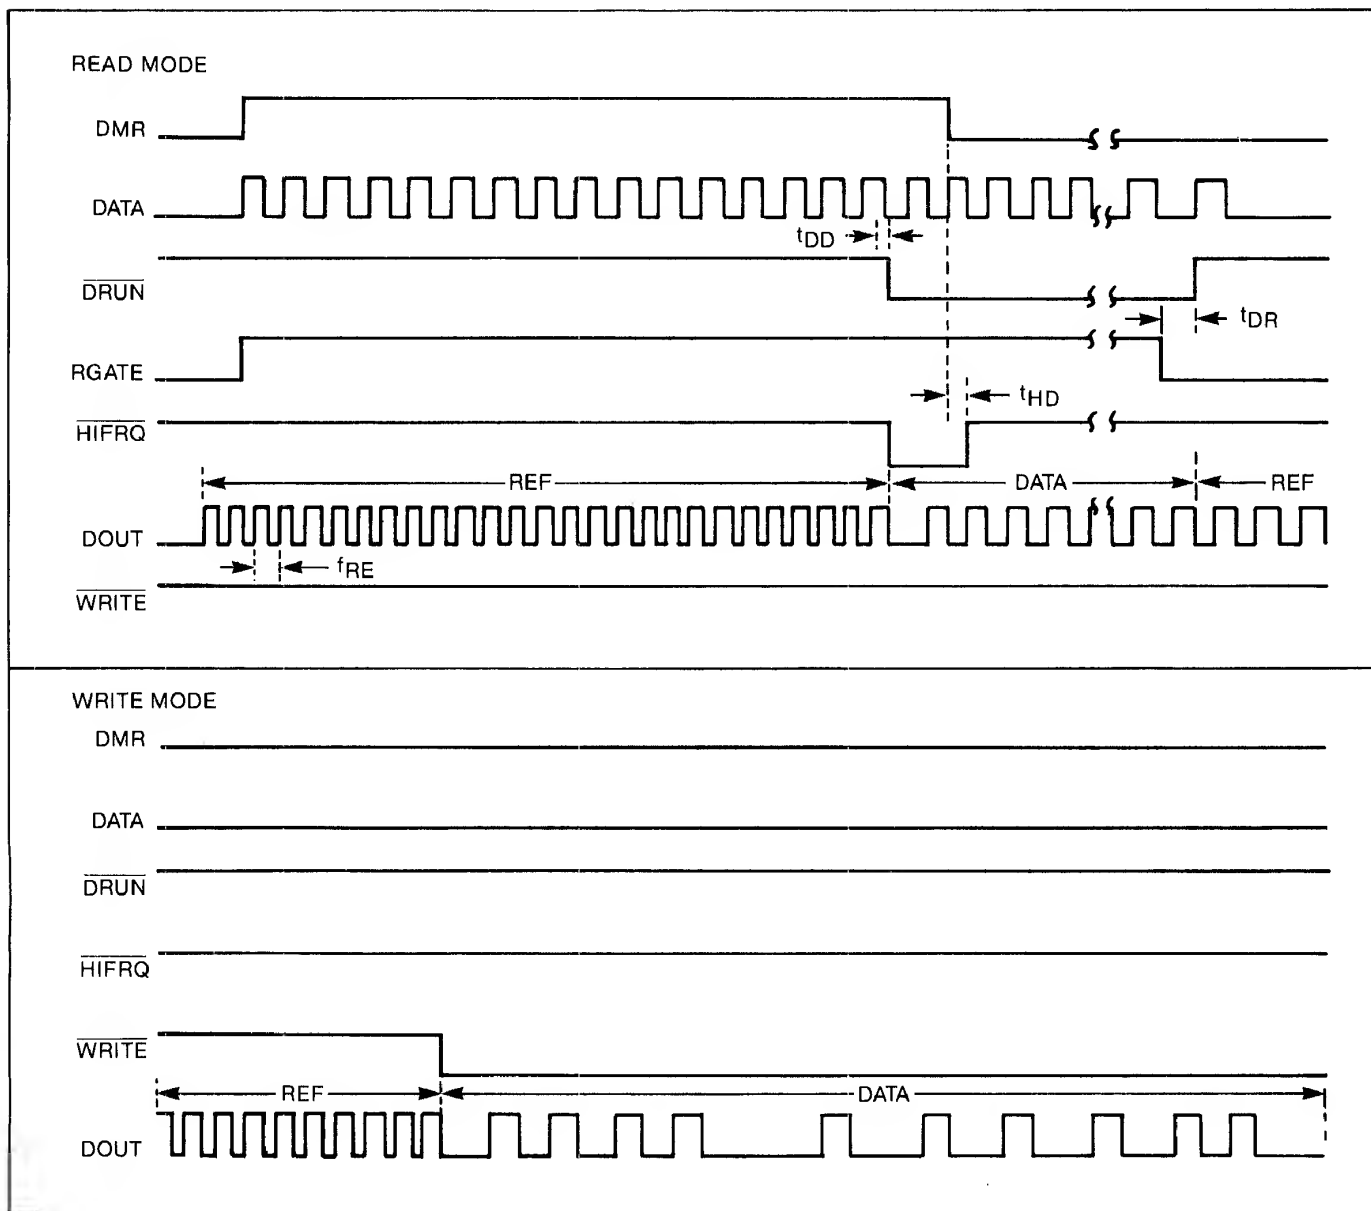 READ MODE
DMR
DATA
tDD
DRUN
tDR
RGATE
tHD
HIFRQ
REF DATA REF
DOUT
fRE
WRITE
WRITE MODE
DMR
DATA
DRUN
HIFRQ
WRITE
REF DATA
DOUT